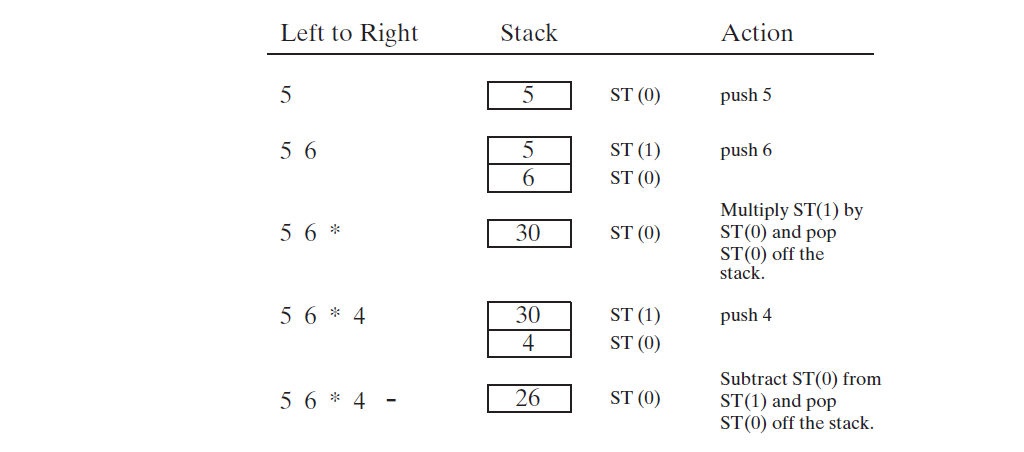 Left to Right Stack Action
5 5 ST (0) push 5
5 6 5 ST (1) push 6
6 ST (0)
5 6 * 30 ST (0) Multiply ST(1) by
ST(0) and pop
ST(0) off the
stack.
5 6 * 4 30 ST (1) push 4
4 ST (0)
5 6 * 4 - 26 ST (0) Subtract ST(0) from
ST(1) and pop
ST(0) off the stack.